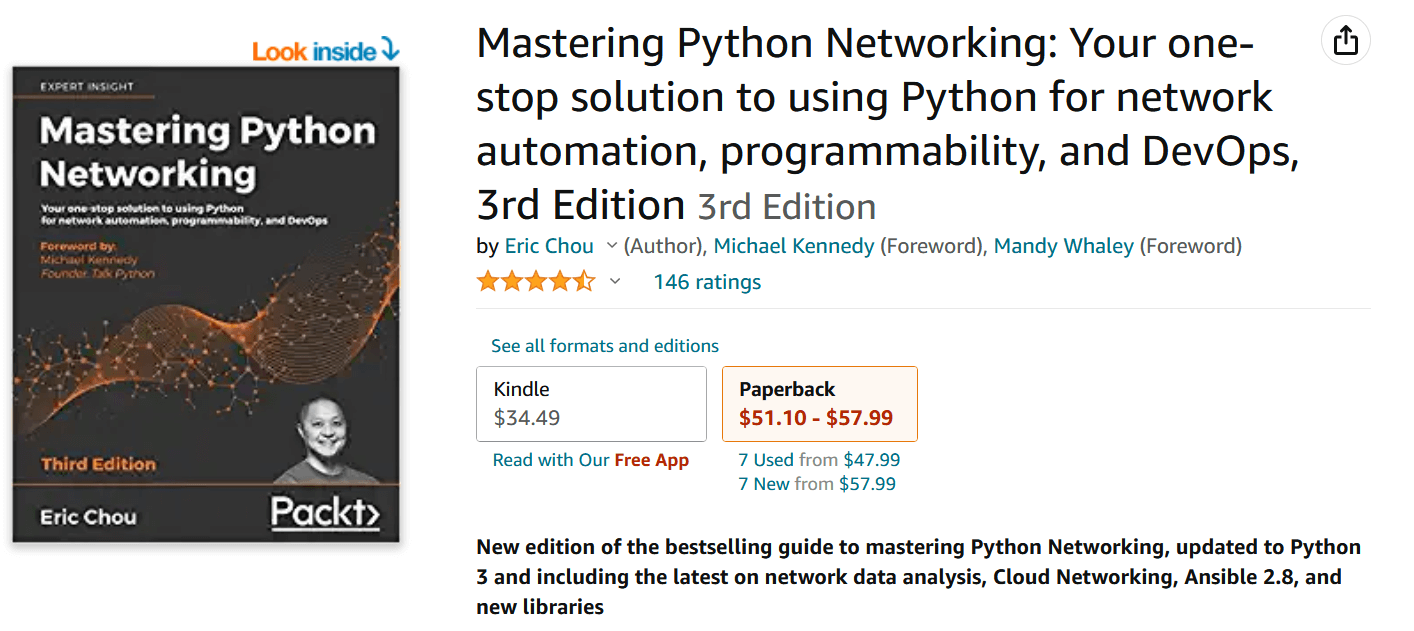 Look inside
EXPERT INSIGHT
Mastering Python
Networking
Your one-stop solution to using Python
for network automation, programmability, and DevOps
Foreword by:
Michael Kennedy
Founder, Talk Python
Third Edition
Eric Chou
Packt>
Mastering Python Networking: Your one-
stop solution to using Python for network
automation, programmability, and DevOps,
3rd Edition 3rd Edition
by Eric Chou (Author), Michael Kennedy (Foreword), Mandy Whaley (Foreword)
146 ratings
See all formats and editions
Kindle
$34.49
Read with Our Free App
Paperback
$51.10 - $57.99
7 Used from $47.99
7 New from $57.99
New edition of the bestselling guide to mastering Python Networking, updated to Python
3 and including the latest on network data analysis, Cloud Networking, Ansible 2.8, and
new libraries